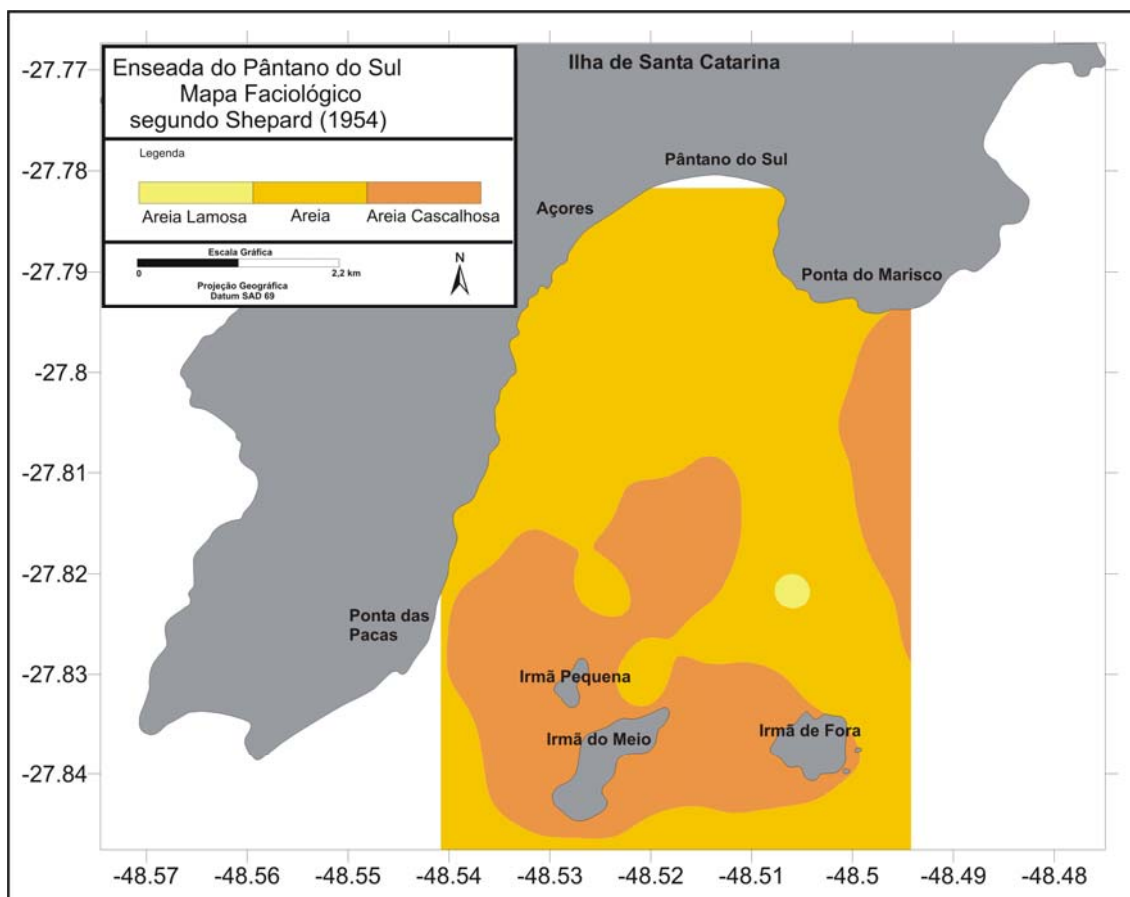 Enseada do Pântano do Sul
Mapa Faciológico
segundo Shepard (1954)
Legenda
Areia Lamosa Areia Areia Cascalhosa
Escala Gráfica
0 2,2 km
N
Projeção Geográfica
Datum SAD 69
Ilha de Santa Catarina
Pântano do Sul
Açores
Ponta do Marisco
Ponta das
Pacas
Irmã Pequena
Irmã do Meio
Irmã de Fora
-27.77
-27.78
-27.79
-27.8
-27.81
-27.82
-27.83
-27.84
-48.57 -48.56 -48.55 -48.54 -48.53 -48.52 -48.51 -48.5 -48.49 -48.48